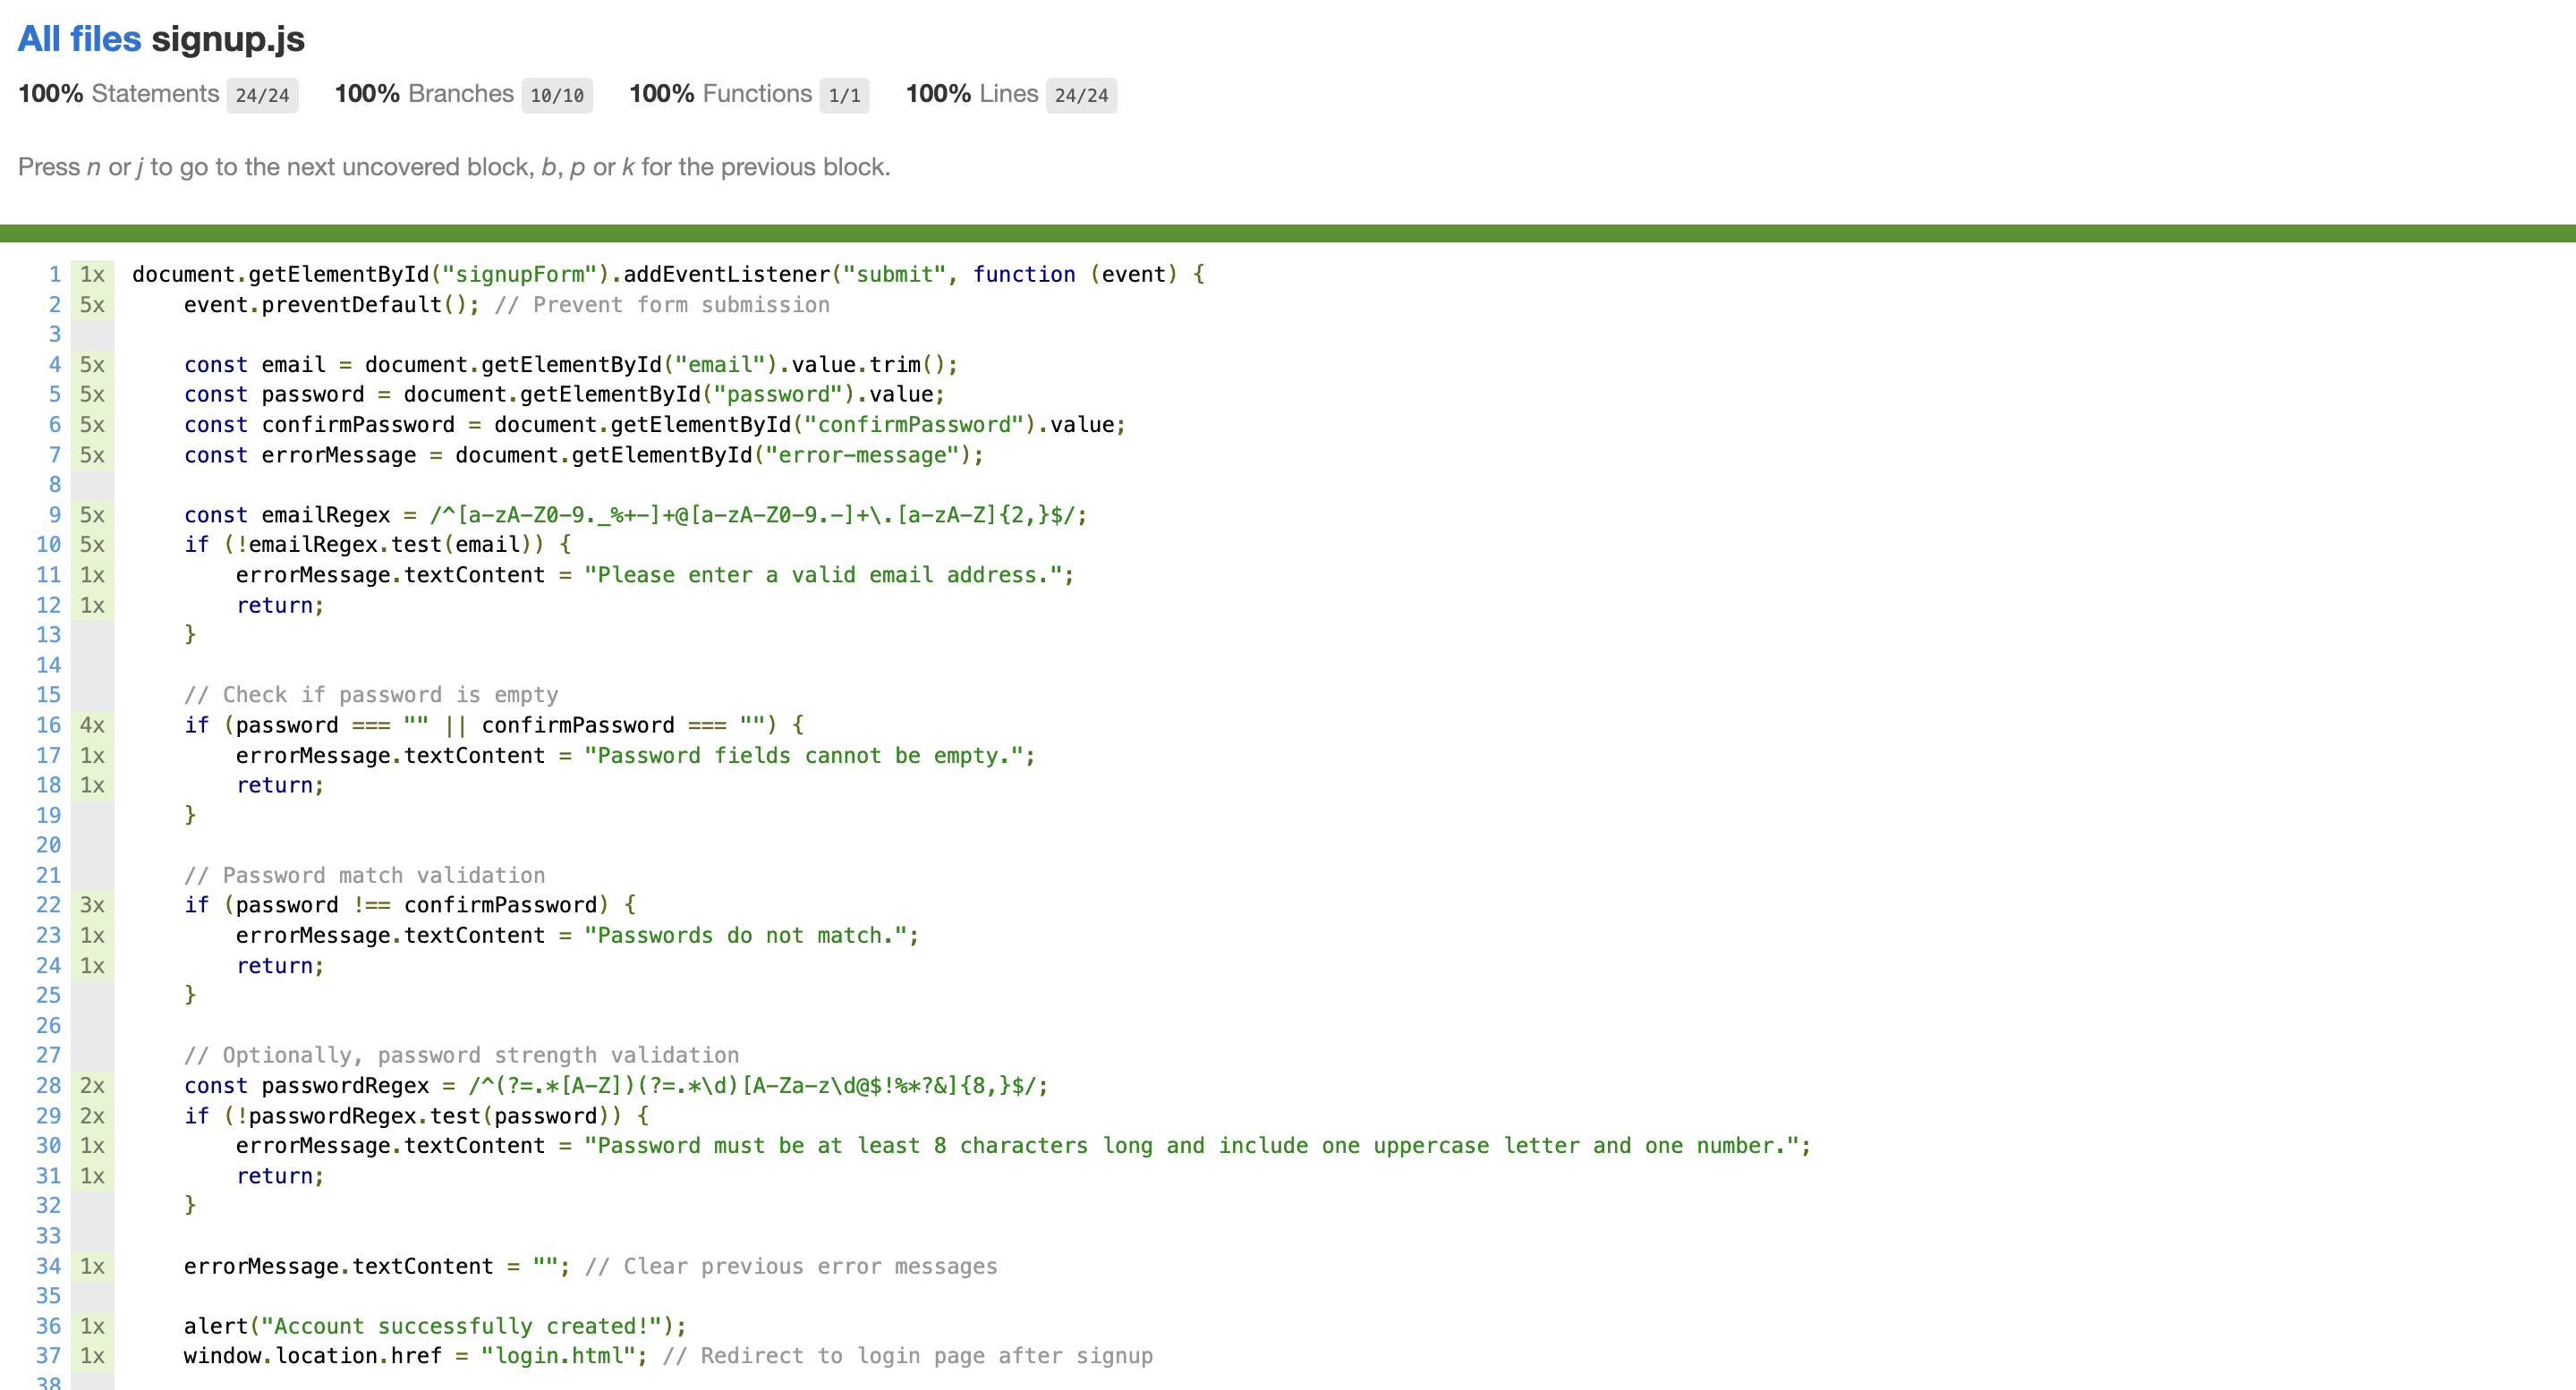 All files signup.js
100% Statements 24/24 100% Branches 10/10 100% Functions 1/1 100% Lines 24/24
Press n or j to go to the next uncovered block, b, p or k for the previous block.
1 1x document.getElementById("signupForm").addEventListener("submit", function (event) {
2 5x     event.preventDefault(); // Prevent form submission
3
4 5x     const email = document.getElementById("email").value.trim();
5 5x     const password = document.getElementById("password").value;
6 5x     const confirmPassword = document.getElementById("confirmPassword").value;
7 5x     const errorMessage = document.getElementById("error-message");
8
9 5x     const emailRegex = /^[a-zA-Z0-9._%+-]+@[a-zA-Z0-9.-]+\.[a-zA-Z]{2,}$/;
10 5x     if (!emailRegex.test(email)) {
11 1x         errorMessage.textContent = "Please enter a valid email address.";
12 1x         return;
13     }
14
15     // Check if password is empty
16 4x     if (password === "" || confirmPassword === "") {
17 1x         errorMessage.textContent = "Password fields cannot be empty.";
18 1x         return;
19     }
20
21     // Password match validation
22 3x     if (password !== confirmPassword) {
23 1x         errorMessage.textContent = "Passwords do not match.";
24 1x         return;
25     }
26
27     // Optionally, password strength validation
28 2x     const passwordRegex = /^(?=.*[A-Z])(?=.*\d)[A-Za-z\d@$!%*?&]{8,}$/;
29 2x     if (!passwordRegex.test(password)) {
30 1x         errorMessage.textContent = "Password must be at least 8 characters long and include one uppercase letter and one number.";
31 1x         return;
32     }
33
34 1x     errorMessage.textContent = ""; // Clear previous error messages
35
36 1x     alert("Account successfully created!");
37 1x     window.location.href = "login.html"; // Redirect to login page after signup
38